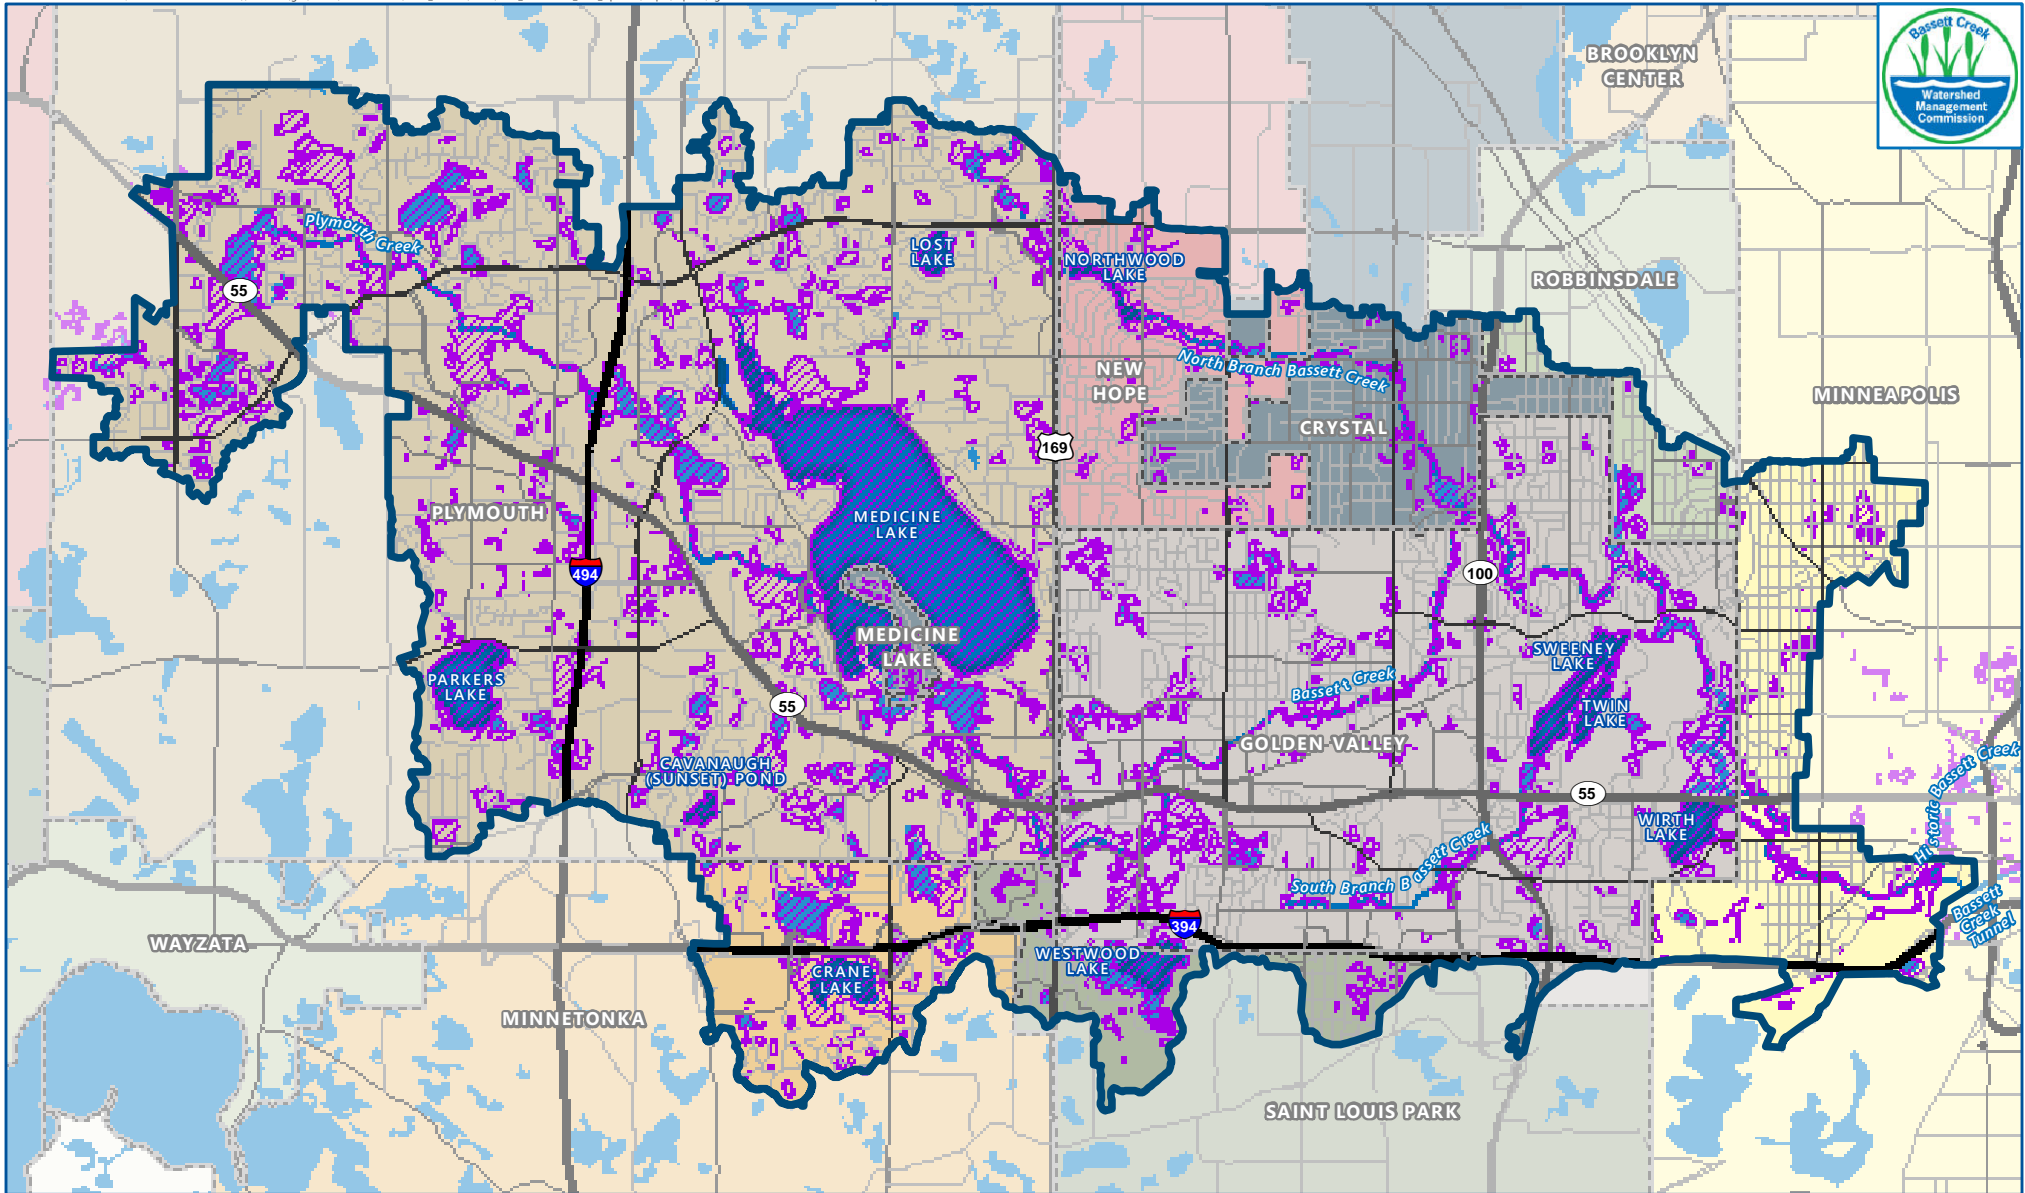 Bassett Creek
Watershed
Management
Commission
BROOKLYN
CENTER
Plymouth Creek
LOST
LAKE
NORTHWOOD
LAKE
ROBBINSDALE
55
North Branch Bassett Creek
NEW
HOPE
MINNEAPOLIS
CRYSTAL
169
PLYMOUTH
MEDICINE
LAKE
494
100
MEDICINE
LAKE
SWEENEY
LAKE
PARKERS
LAKE
Bassett Creek
55
TWIN
LAKE
GOLDEN VALLEY
CAVANAUGH
(SUNSET) POND
Historic Bassett Creek
55
WIRTH
LAKE
South Branch Bassett Creek
Bassett
Creek
Tunnel
394
WAYZATA
WESTWOOD
LAKE
CRANE
LAKE
MINNETONKA
SAINT LOUIS PARK